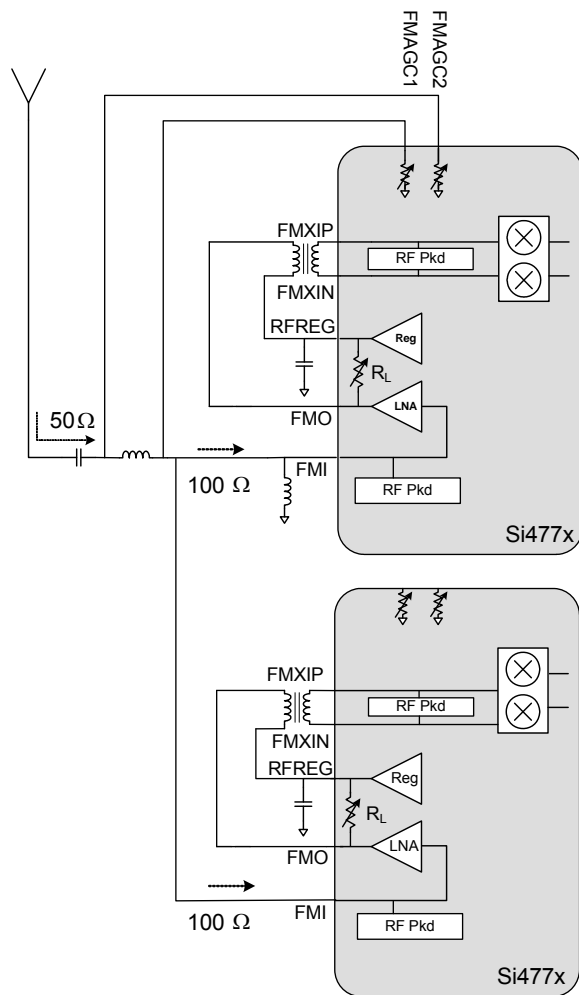 FMAGC1
FMAGC2
FMXIP
RF Pkd
FMXIN
RFREG
Reg
RL
FMO
LNA
50Ω
100 Ω
FMI
RF Pkd
Si477x
FMXIP
RF Pkd
FMXIN
RFREG
Reg
RL
FMO
LNA
100 Ω
FMI
RF Pkd
Si477x